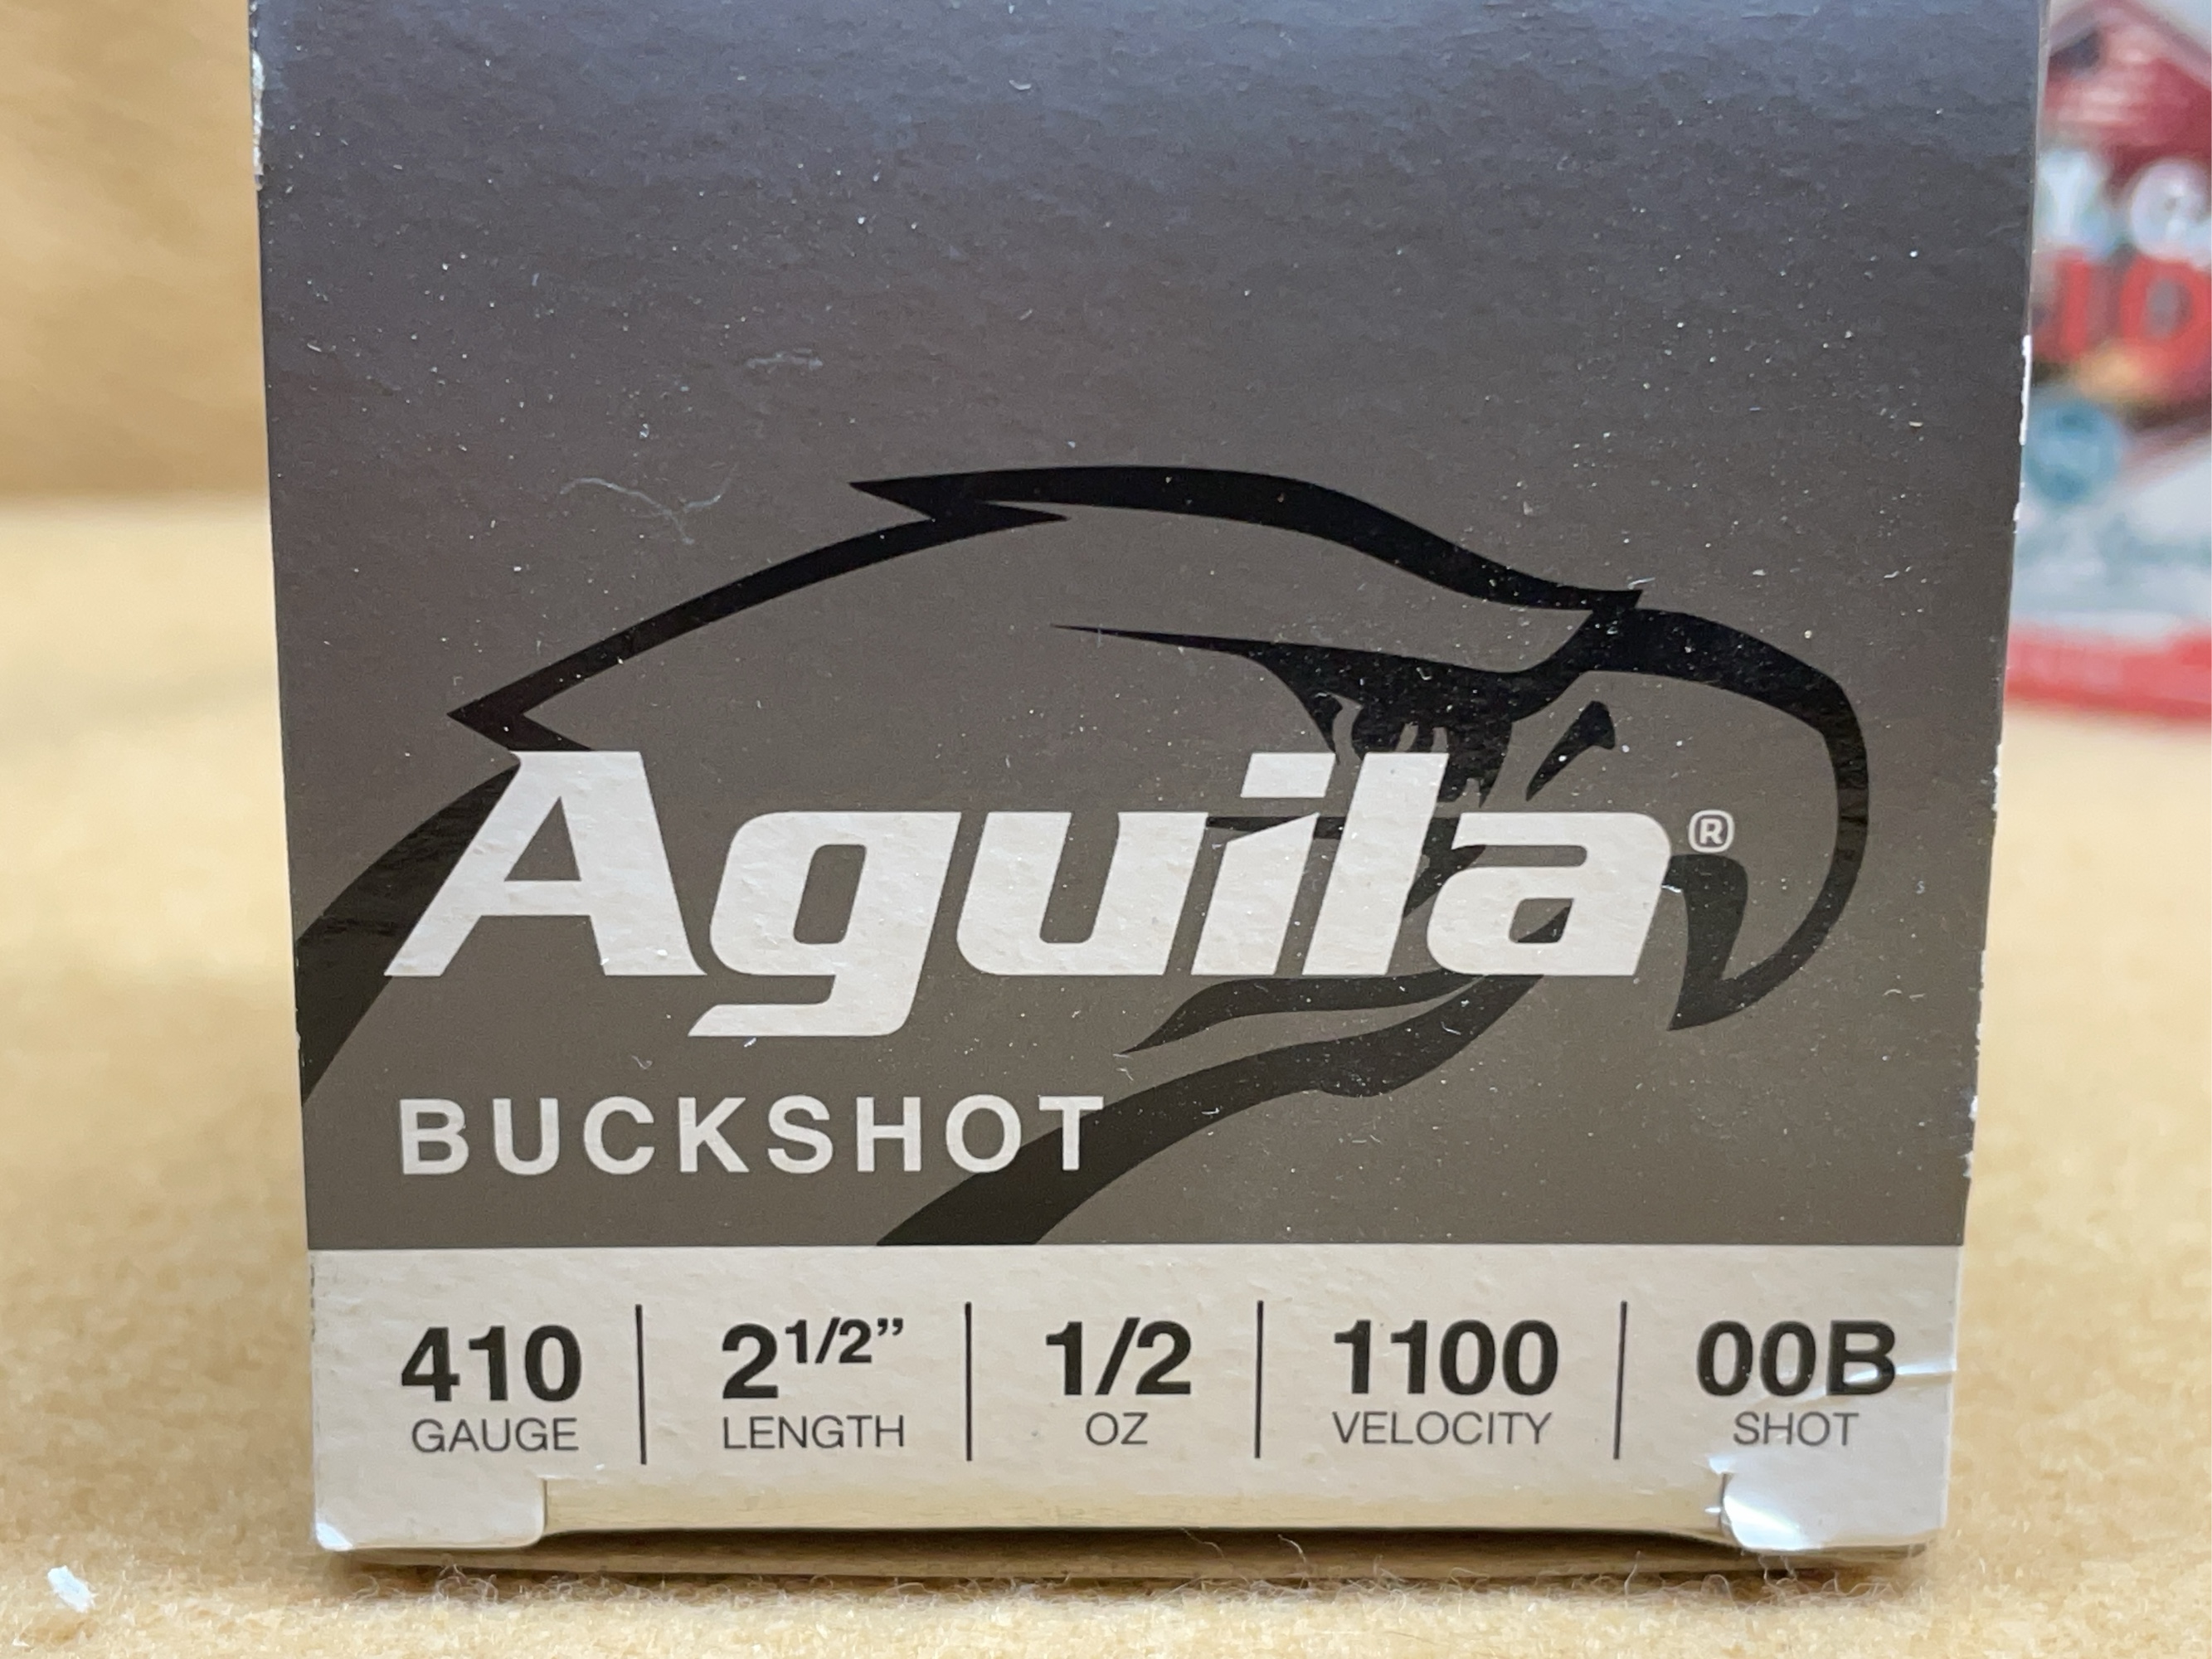 Aguila®
BUCKSHOT
410 | 2 1/2” | 1/2 | 1100 | 00B
GAUGE | LENGTH | OZ | VELOCITY | SHOT